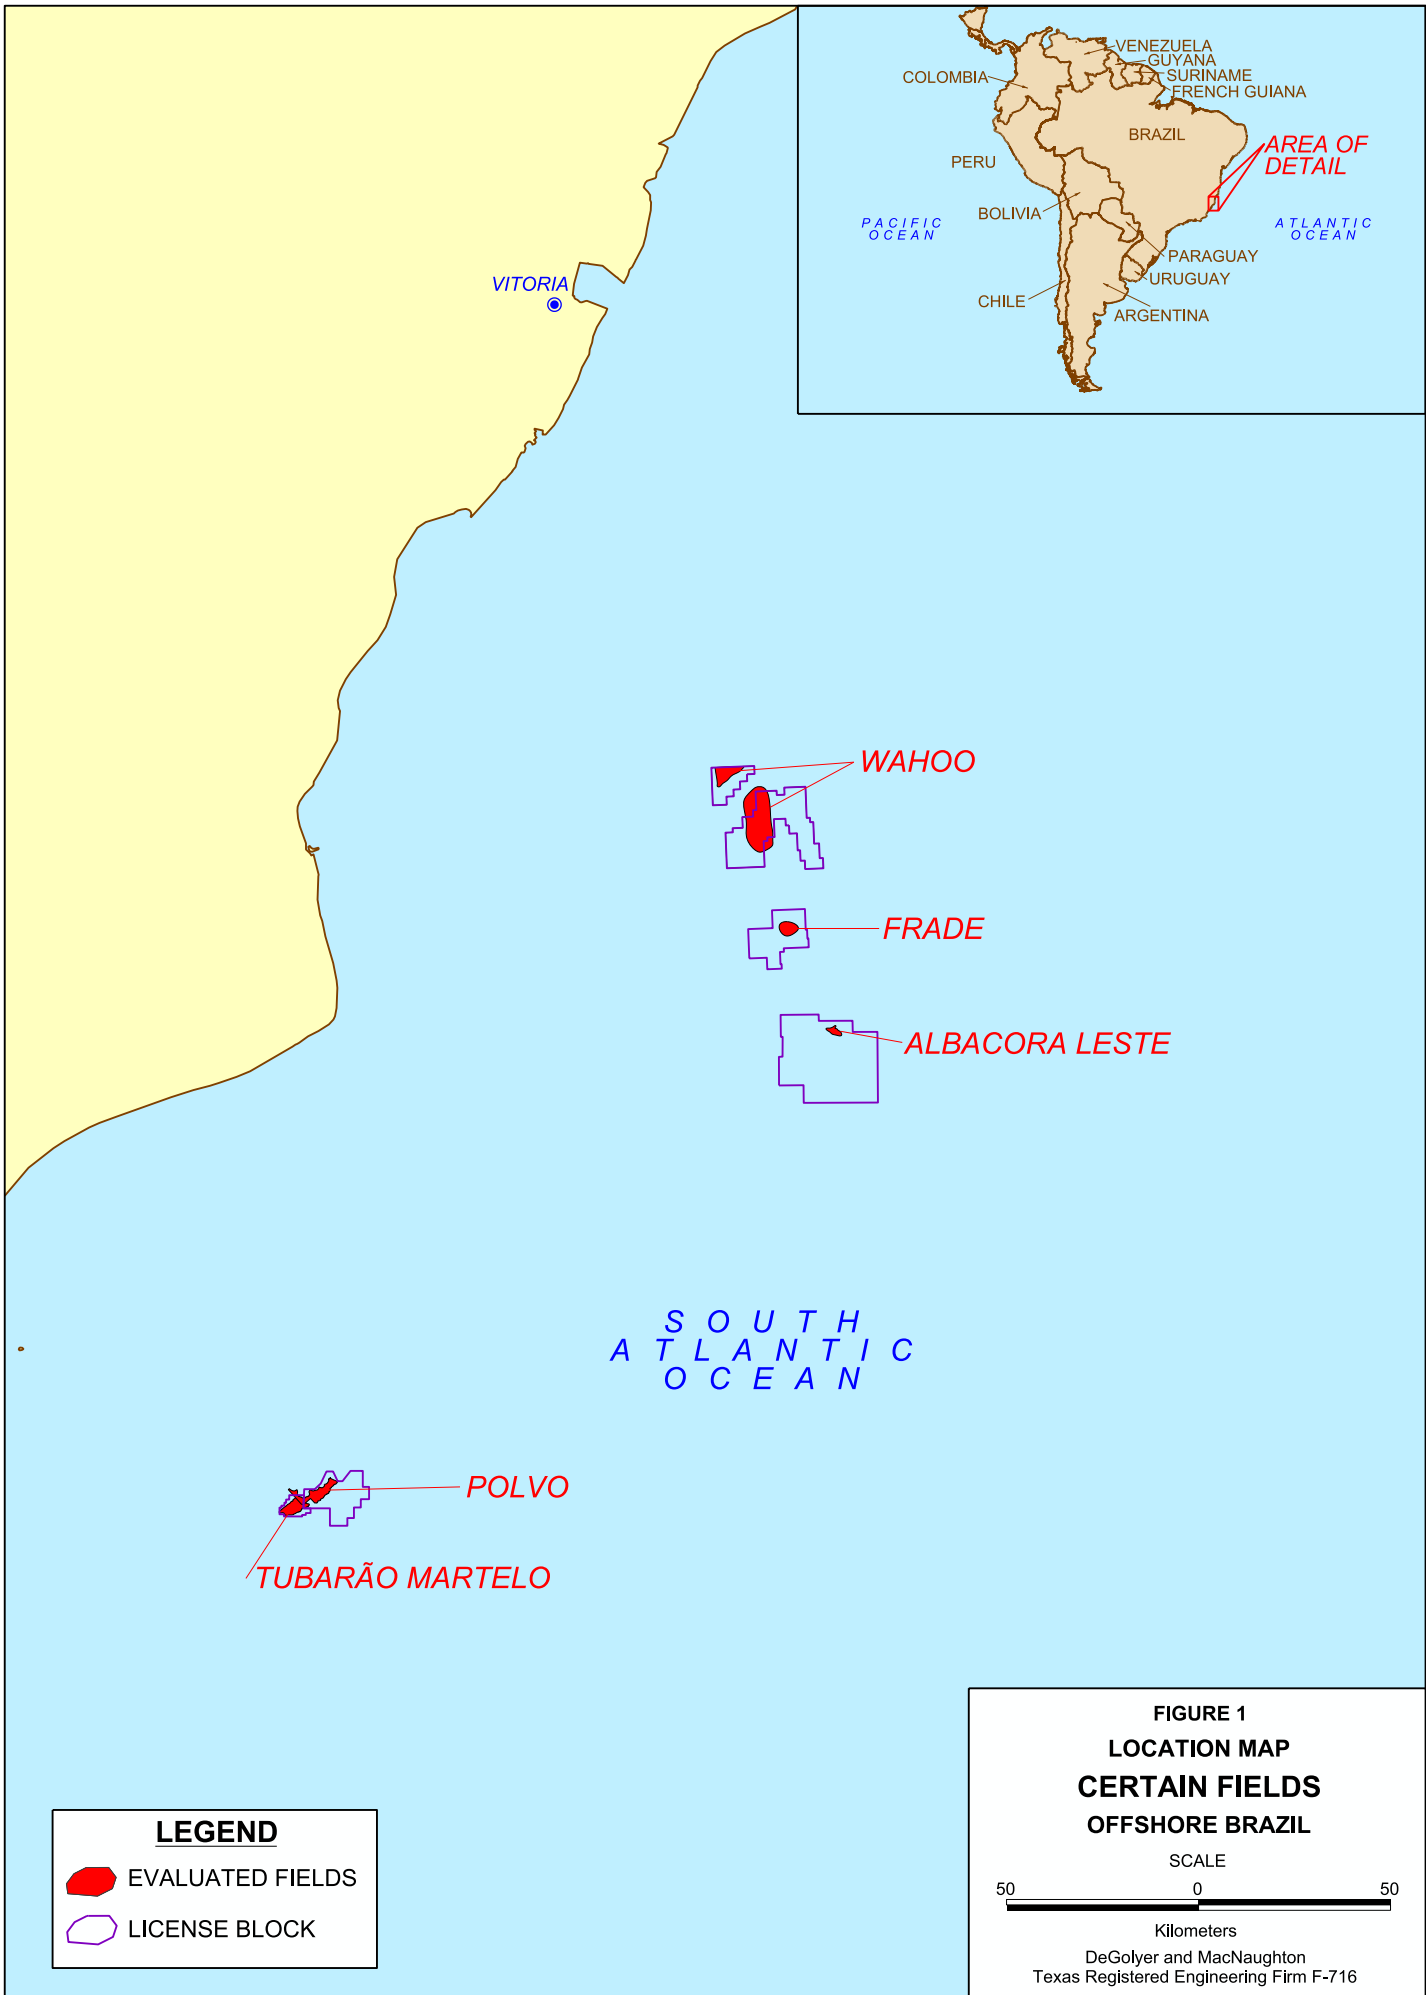 VENEZUELA
GUYANA
COLOMBIA
SURINAME
FRENCH GUIANA
BRAZIL
AREA OF
DETAIL
PERU
BOLIVIA
PACIFIC
OCEAN
ATLANTIC
OCEAN
PARAGUAY
URUGUAY
CHILE
ARGENTINA
VITORIA
WAHOO
FRADE
ALBACORA LESTE
SOUTH
ATLANTIC
OCEAN
POLVO
TUBARÃO MARTELO
LEGEND
EVALUATED FIELDS
LICENSE BLOCK
FIGURE 1
LOCATION MAP
CERTAIN FIELDS
OFFSHORE BRAZIL
SCALE
50 0 50
Kilometers
DeGolyer and MacNaughton
Texas Registered Engineering Firm F-716